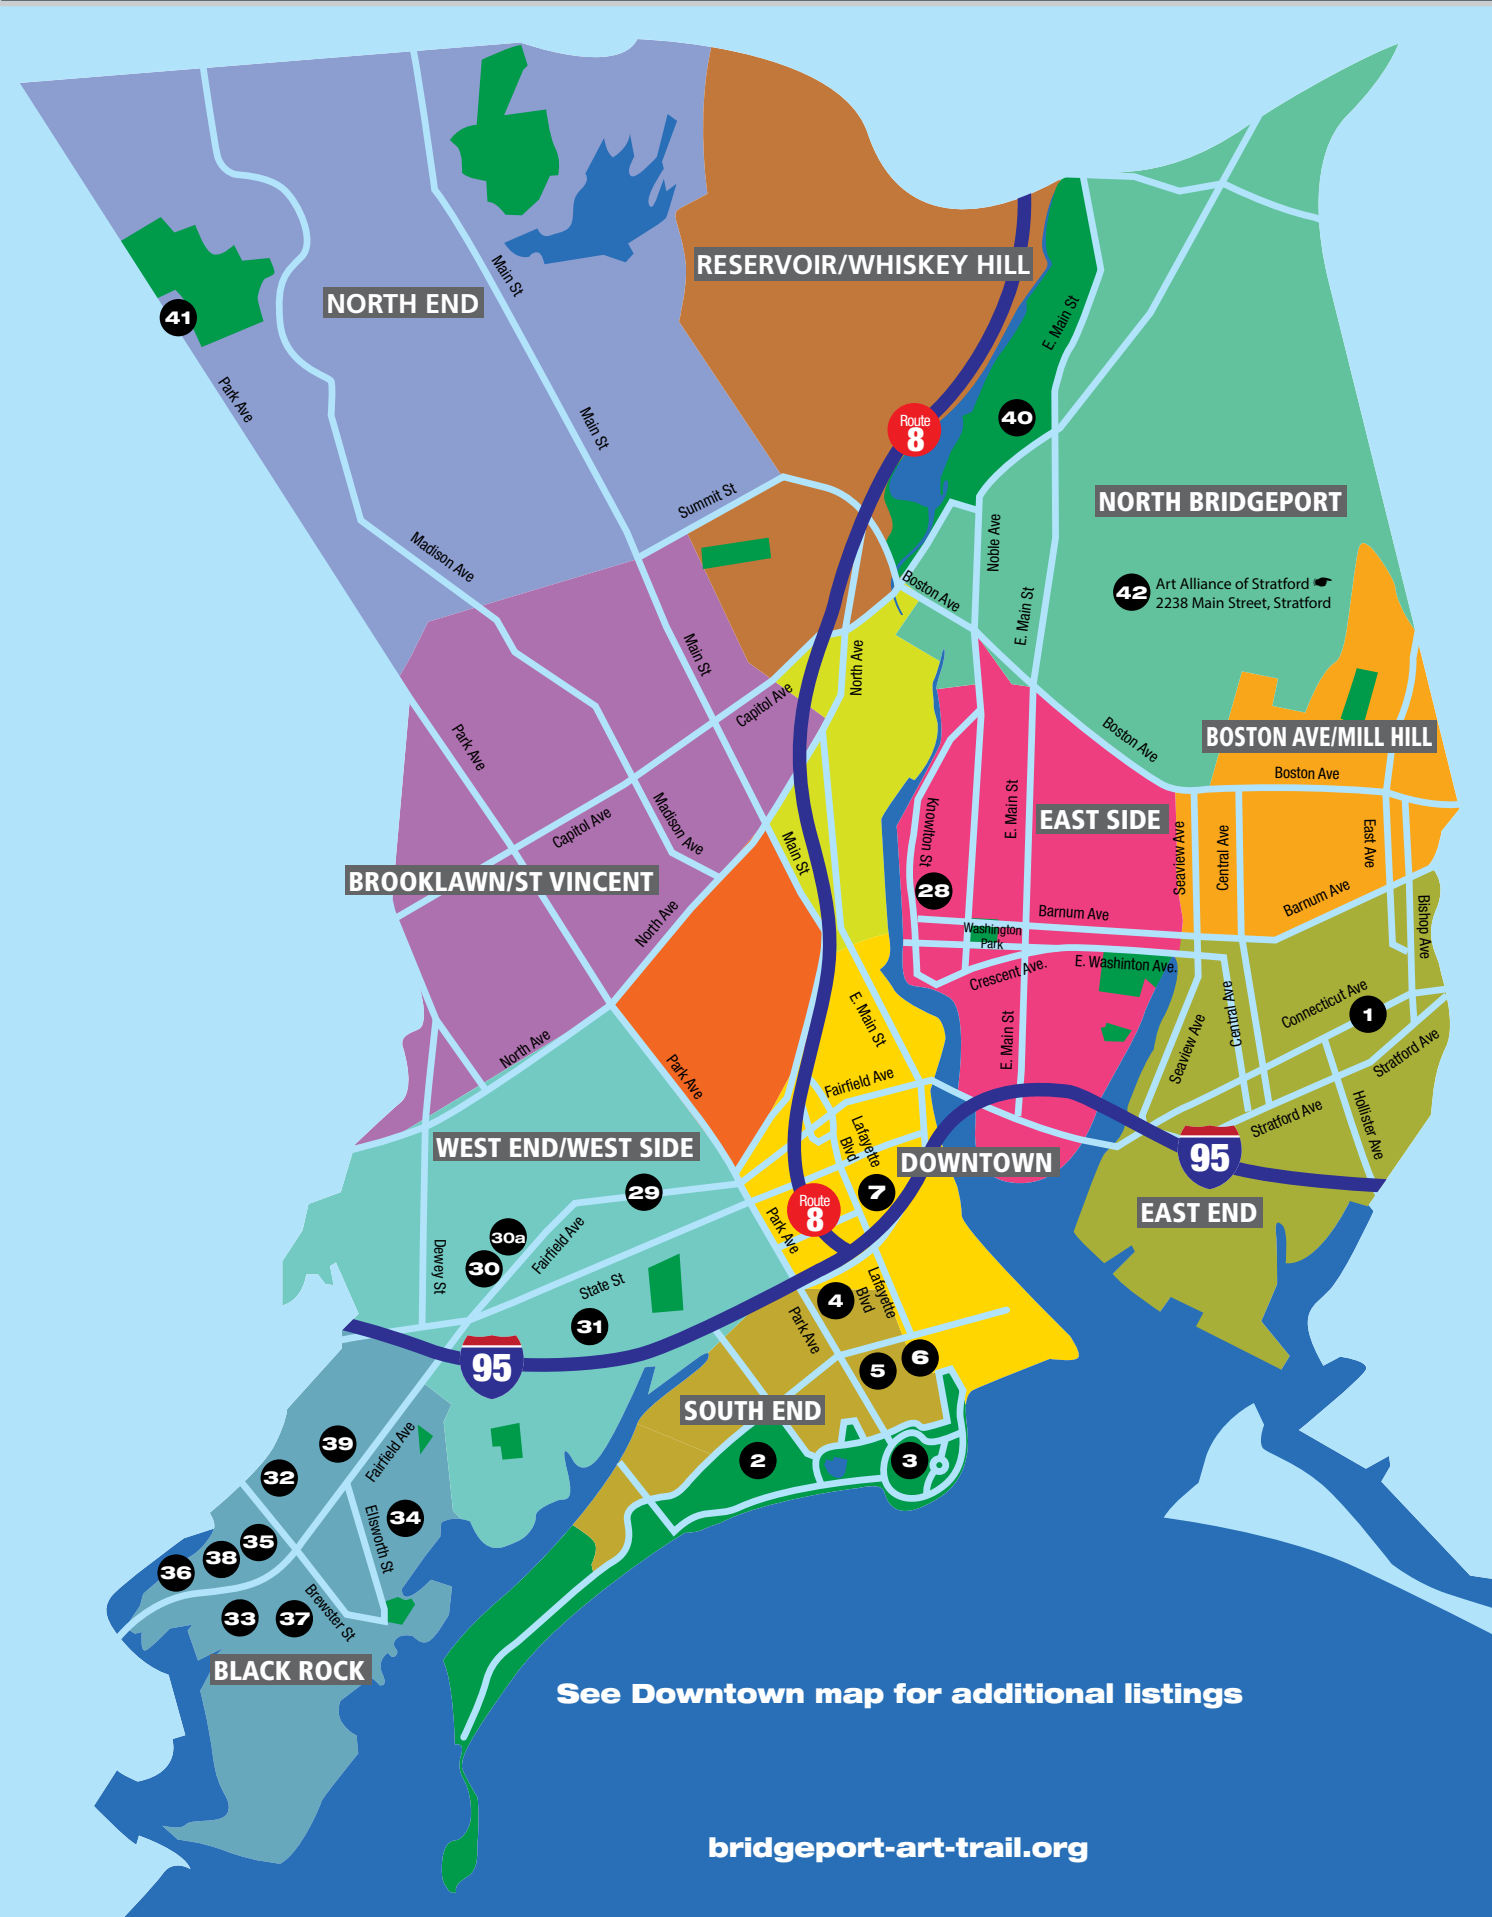 RESERVOIR/WHISKEY HILL
Main St
NORTH END
41
E. Main St
Park Ave
Main St
Route
8
40
Summit St
NORTH BRIDGEPORT
Noble Ave
Madison Ave
Boston Ave
42
Art Alliance of Stratford
2238 Main Street, Stratford
E. Main St
Main St
North Ave
Capitol Ave
Park Ave
Boston Ave
BOSTON AVE/MILL HILL
Boston Ave
Capitol Ave
Madison Ave
Main St
Knowlton St
E. Main St
EAST SIDE
Seaview Ave
Central Ave
East Ave
BROOKLAWN/ST VINCENT
28
Barnum Ave
Barnum Ave
North Ave
Washington
Park
Bishop Ave
Crescent Ave.
E. Washinton Ave.
E. Main St
E. Main St
Central Ave
Connecticut Ave
1
Seaview Ave
Stratford Ave
North Ave
Park Ave
Fairfield Ave
Stratford Ave
Hollister Ave
WEST END/WEST SIDE
Lafayette
Blvd
DOWNTOWN
95
29
7
EAST END
Route
8
Park Ave
30a
30
Fairfield Ave
Dewey St
State St
31
4
Lafayette
Blvd
Park Ave
95
5
6
SOUTH END
39
Fairfield Ave
2
3
32
34
Ellsworth St
35
38
36
33
37
Brewster St
BLACK ROCK
See Downtown map for additional listings
bridgeport-art-trail.org